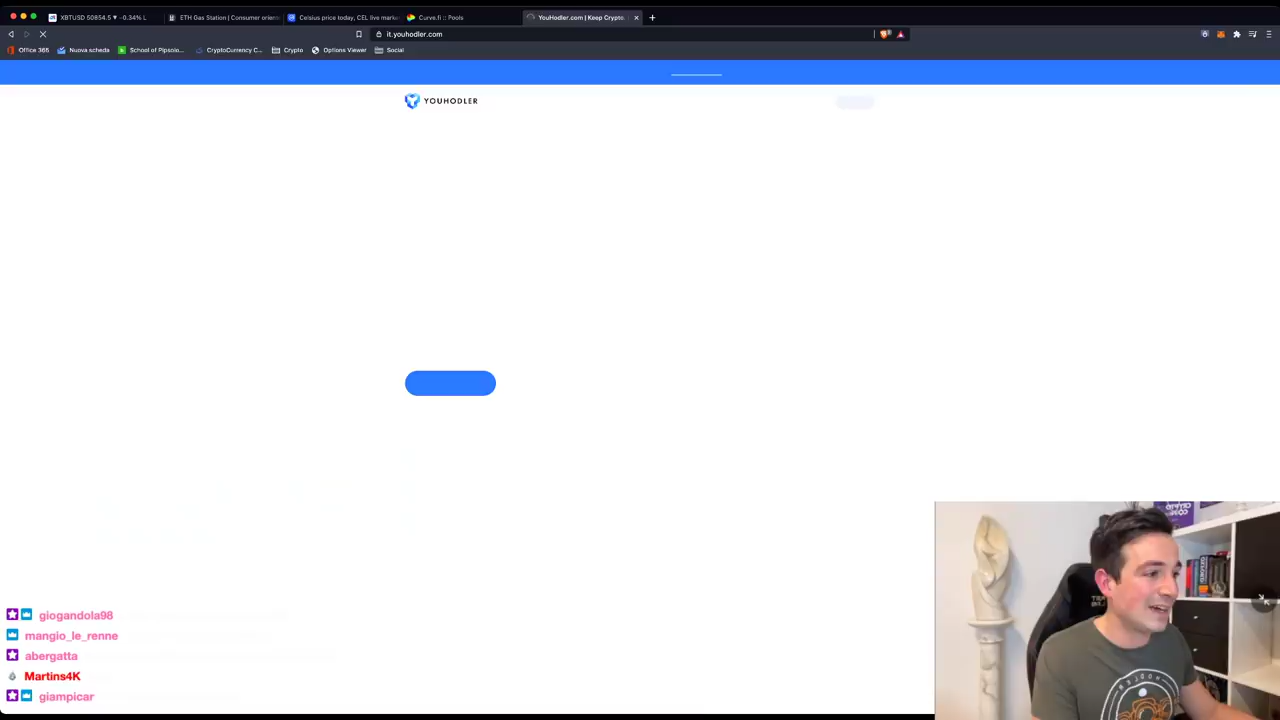 XBTUSD 50854.5 ▼ -0.34% L
ETH Gas Station | Consumer orient
Celsius price today, CEL live marke
Curve.fi :: Pools
YouHodler.com | Keep Crypto.
it.youhodler.com
Office 365
Nuova scheda
School of Pipsolo...
CryptoCurrency C...
Crypto
Options Viewer
Social
YOUHODLER
giogandola98
mangio_le_renne
abergatta
Martins4K
giampicar
HODLER